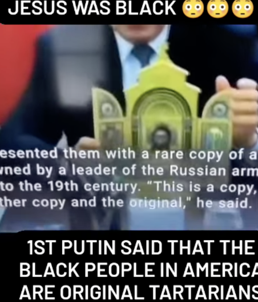 JESUS WAS BLACK 😳😳😳
esented them with a rare copy of a
wned by a leader of the Russian arm
to the 19th century. "This is a copy,
ther copy and the original," he said.
1ST PUTIN SAID THAT THE
BLACK PEOPLE IN AMERICA
ARE ORIGINAL TARTARIANS